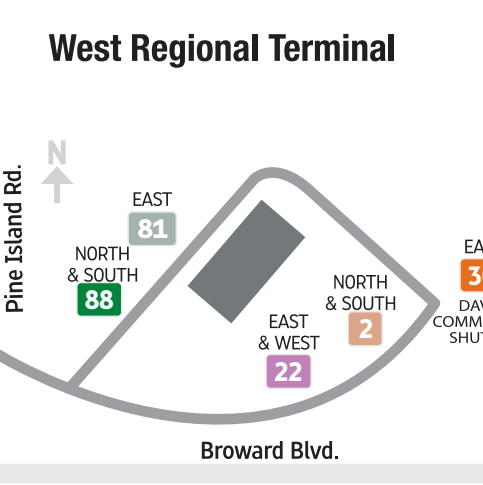 West Regional Terminal
N
Pine Island Rd.
EAST
81
NORTH
& SOUTH
88
EAST
& WEST
22
NORTH
& SOUTH
2
Broward Blvd.